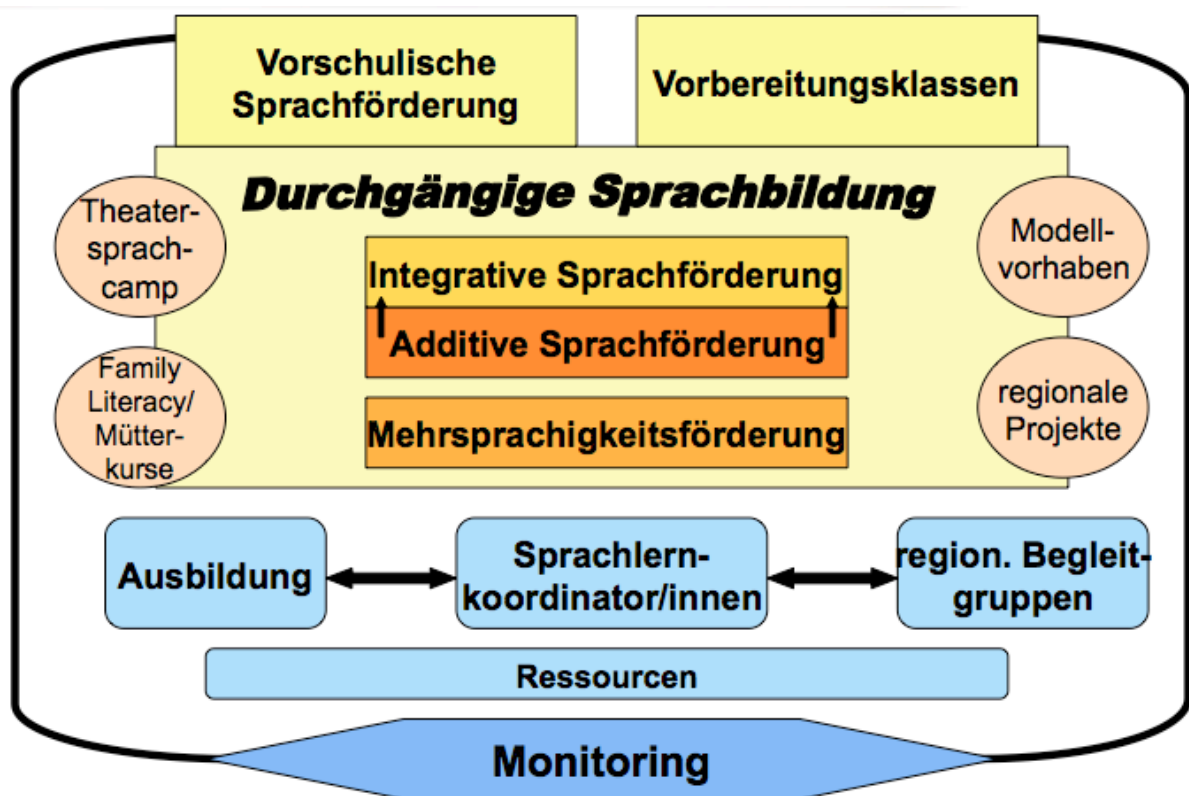 Vorschulische
Sprachförderung
Vorbereitungsklassen
Durchgängige Sprachbildung
Theater-
sprach-
camp
Modell-
vorhaben
Integrative Sprachförderung
Additive Sprachförderung
Family
Literacy/
Mütter-
kurse
regionale
Projekte
Mehrsprachigkeitsförderung
Ausbildung
Sprachlern-
koordinator/innen
region. Begleit-
gruppen
Ressourcen
Monitoring